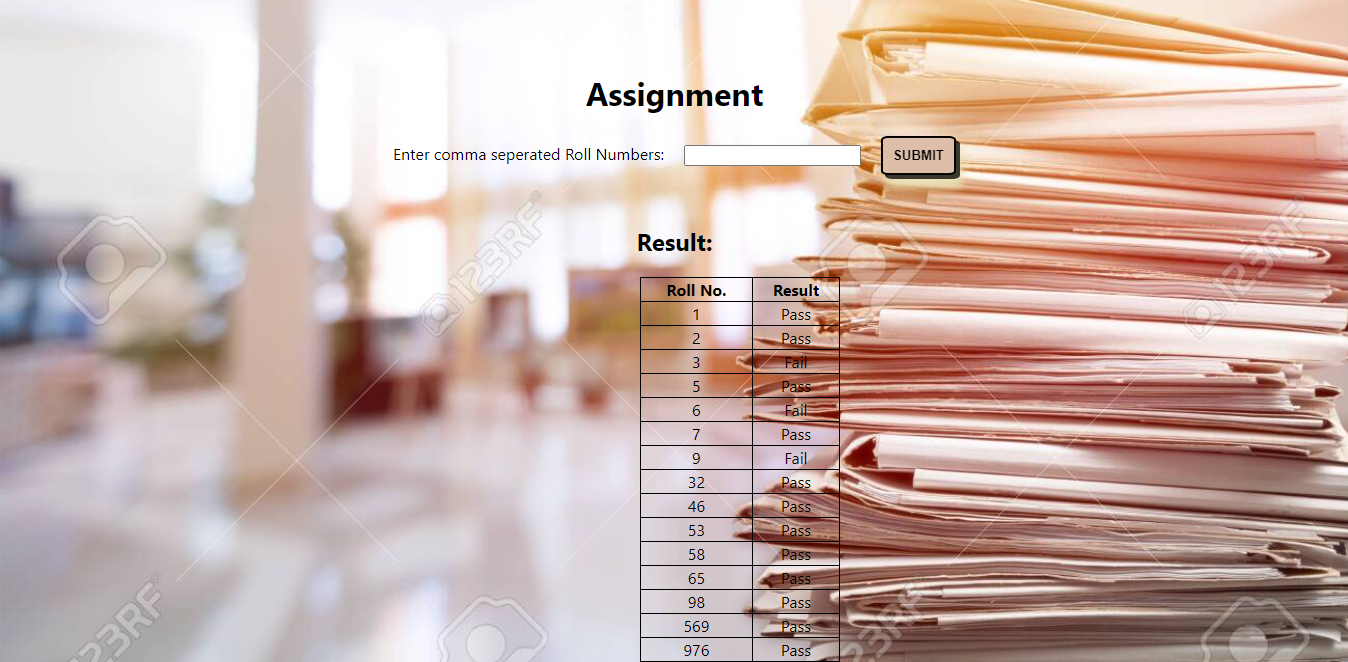 Assignment
Enter comma seperated Roll Numbers: SUBMIT
Result:
Roll No. Result
1 Pass
2 Pass
3 Fail
5 Pass
6 Fail
7 Pass
9 Fail
32 Pass
46 Pass
53 Pass
58 Pass
65 Pass
98 Pass
569 Pass
976 Pass
123RF
123RF
123RF
123RF